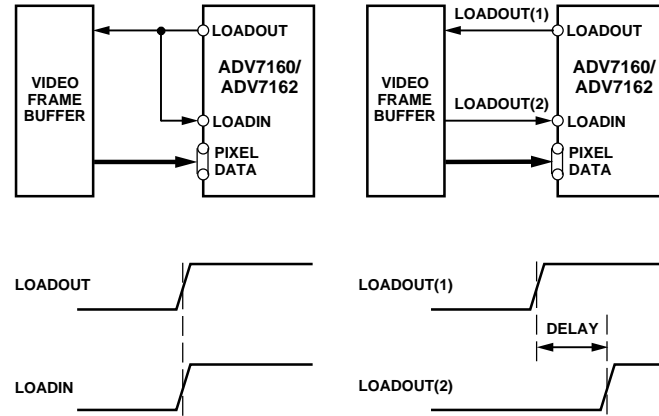 LOADOUT
ADV7160/
ADV7162
VIDEO
FRAME
BUFFER
LOADIN
PIXEL
DATA
LOADOUT(1)
LOADOUT
ADV7160/
ADV7162
VIDEO
FRAME
BUFFER
LOADOUT(2)
LOADIN
PIXEL
DATA
LOADOUT
LOADIN
LOADOUT(1)
DELAY
LOADOUT(2)